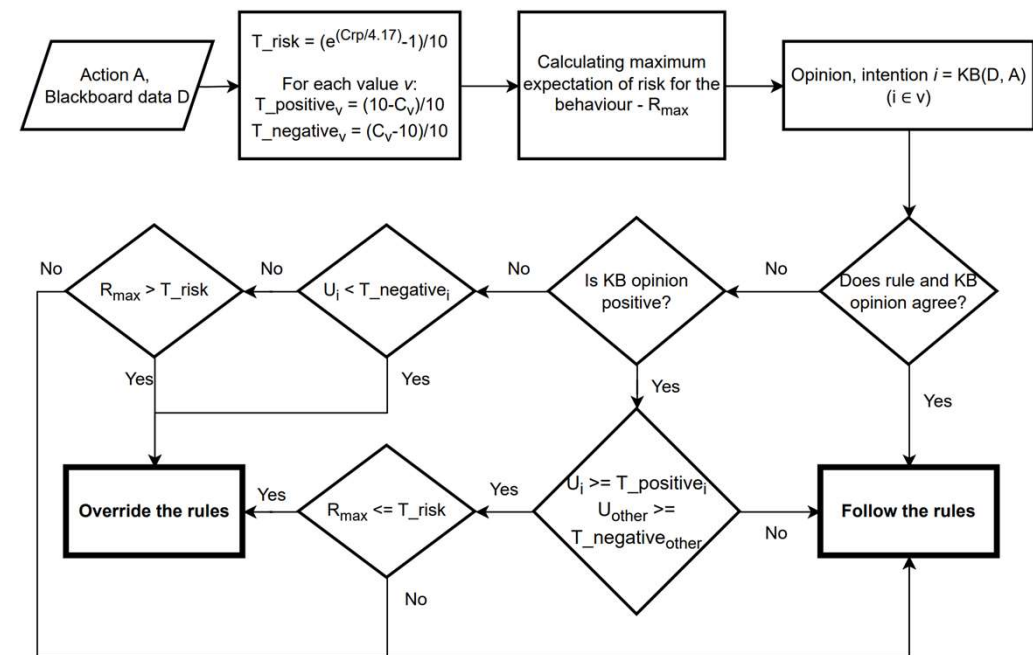 Action A,
Blackboard data D
T_risk = (e^(Crp/4.17)-1)/10
For each value v:
T_positive_v = (10-C_v)/10
T_negative_v = (C_v-10)/10
Calculating maximum
expectation of risk for the
behaviour - R_max
Opinion, intention i = KB(D, A)
(i ∈ v)
Does rule and KB
opinion agree?
No
Yes
Is KB opinion
positive?
No
Yes
U_i < T_negative_i
No
Yes
R_max > T_risk
No
Yes
U_i >= T_positive_i
U_other >=
T_negative_other
Yes
No
R_max <= T_risk
Yes
No
Override the rules
Follow the rules